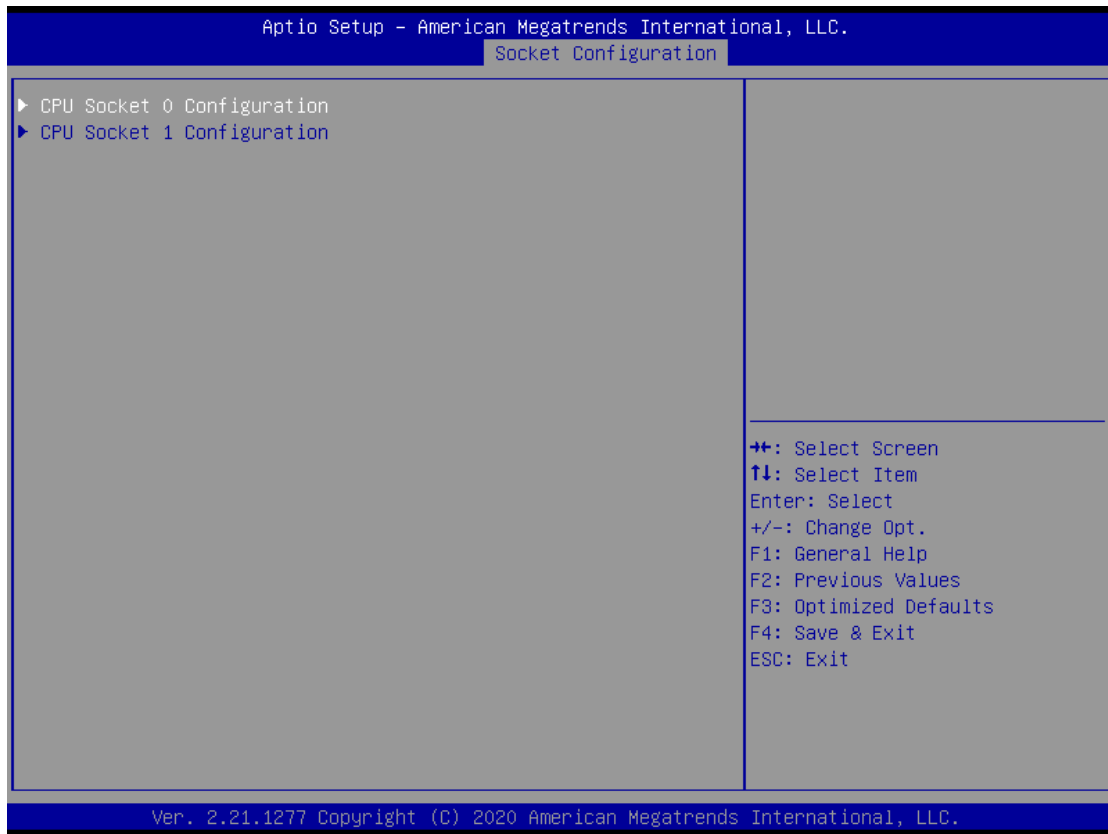 Aptio Setup – American Megatrends International, LLC.
Socket Configuration
▶ CPU Socket 0 Configuration
▶ CPU Socket 1 Configuration
→←: Select Screen
↑↓: Select Item
Enter: Select
+/-: Change Opt.
F1: General Help
F2: Previous Values
F3: Optimized Defaults
F4: Save & Exit
ESC: Exit
Ver. 2.21.1277 Copyright (C) 2020 American Megatrends International, LLC.